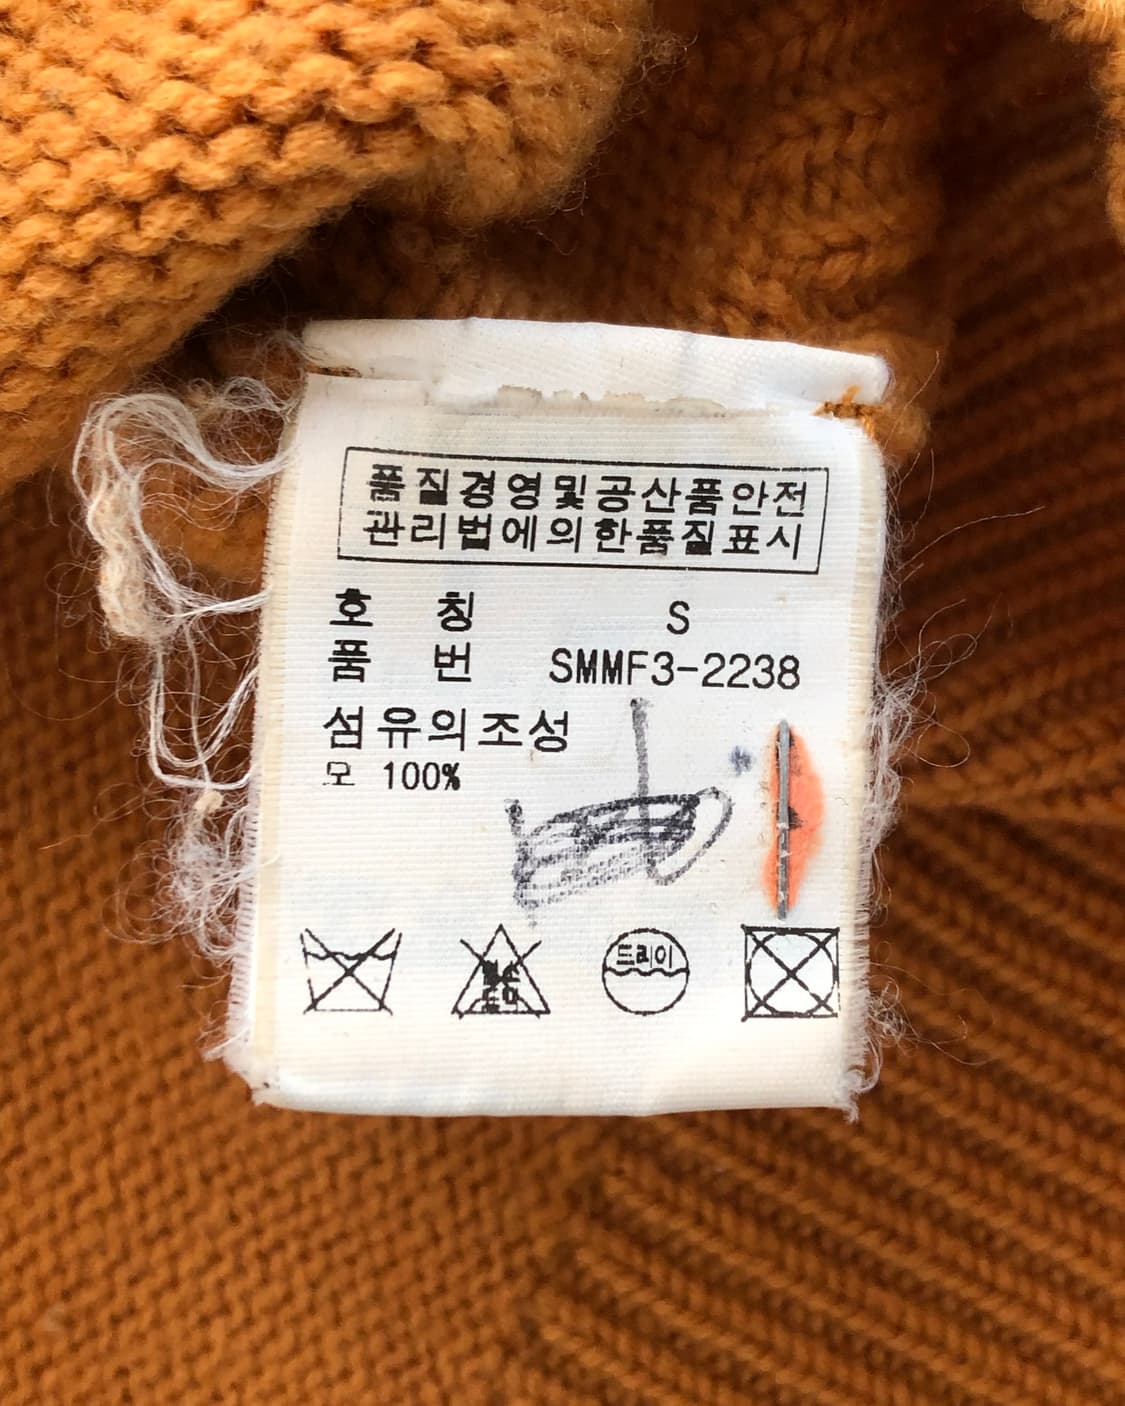 품질경영및공산품안전
관리법에의한품질표시
호 칭 S
품 번 SMMF3-2238
섬유의조성
모 100%
드라이